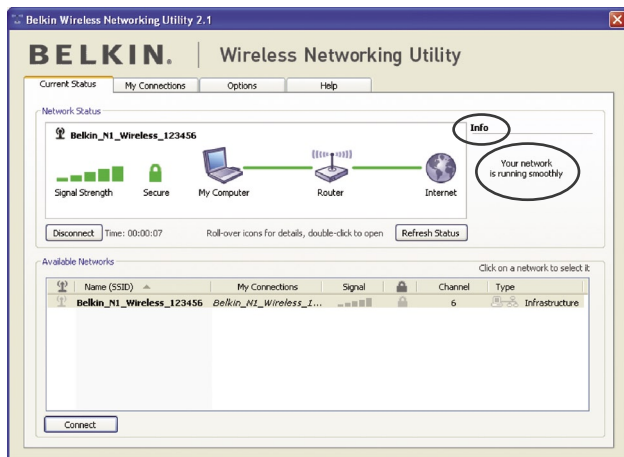 Belkin Wireless Networking Utility 2.1
BELKIN. | Wireless Networking Utility
Current Status My Connections Options Help
Network Status
Belkin_N1_Wireless_123456
Info
Your network
is running smoothly
Signal Strength Secure My Computer Router Internet
Disconnect Time: 00:00:07 Roll-over icons for details, double-click to open Refresh Status
Available Networks
Click on a network to select it
Name (SSID) My Connections Signal Channel Type
Belkin_N1_Wireless_123456 Belkin_N1_Wireless_1... 6 Infrastructure
Connect